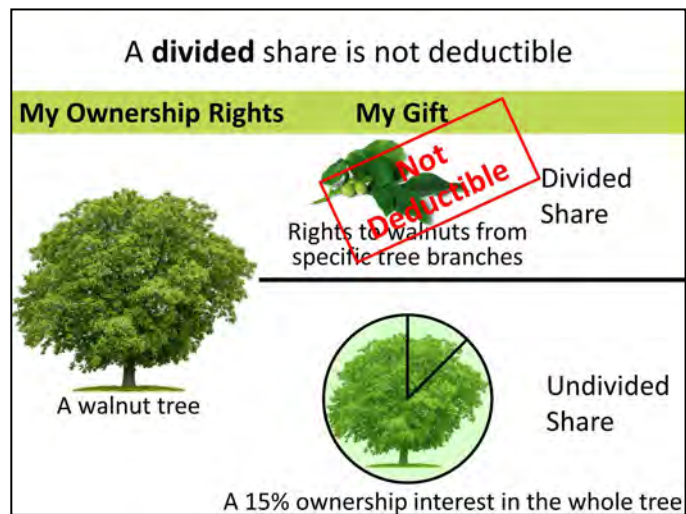 A divided share is not deductible
My Ownership Rights
My Gift
Not
Deductible
Rights to walnuts from
specific tree branches
Divided
Share
A walnut tree
Undivided
Share
A 15% ownership interest in the whole tree